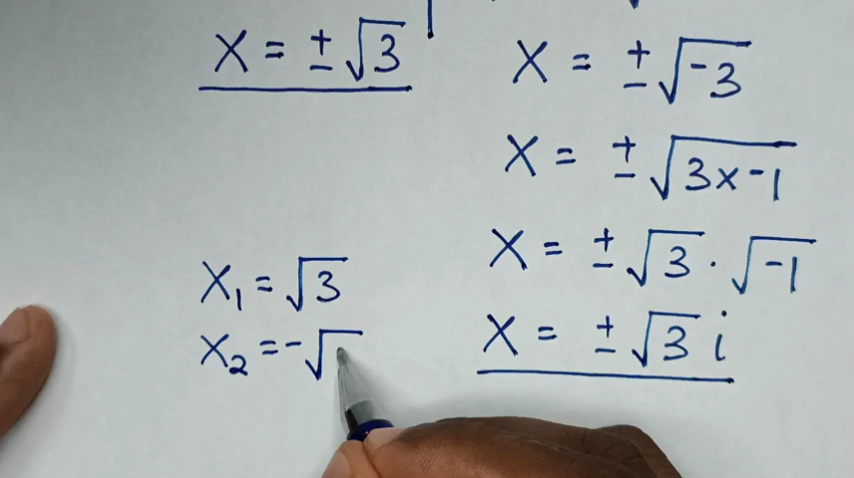 X = ± √3
X = ± √-3
X = ± √3x-1
X = ± √3 . √-1
X = ± √3 i
X₁ = √3
X₂ = -√